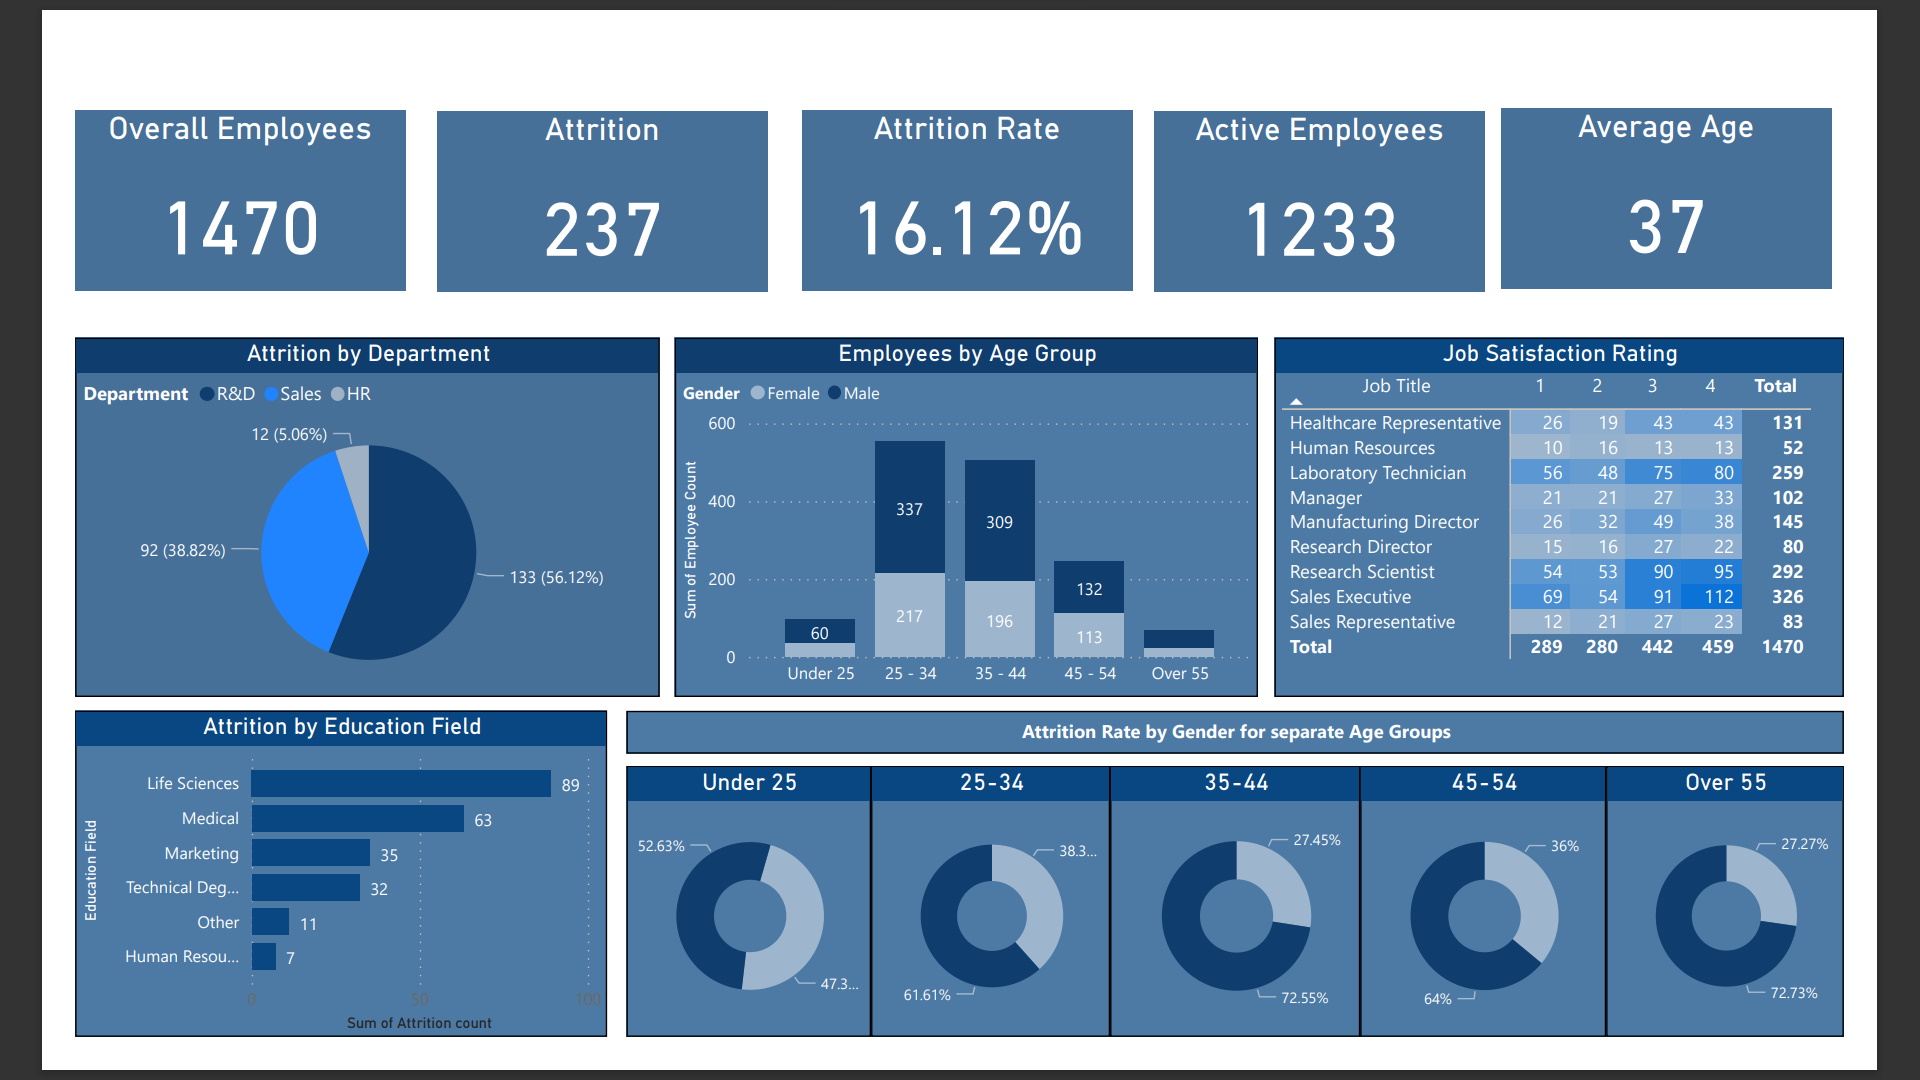 Overall Employees
1470
Attrition
237
Attrition Rate
16.12%
Active Employees
1233
Average Age
37
Attrition by Department
Department R&D Sales HR
12 (5.06%)
92 (38.82%)
133 (56.12%)
Employees by Age Group
Gender Female Male
Sum of Employee Count
600
400
200
0
337
309
132
60
217
196
113
Under 25 25 - 34 35 - 44 45 - 54 Over 55
Job Satisfaction Rating
Job Title 1 2 3 4 Total
Healthcare Representative 26 19 43 43 131
Human Resources 10 16 13 13 52
Laboratory Technician 56 48 75 80 259
Manager 21 21 27 33 102
Manufacturing Director 26 32 49 38 145
Research Director 15 16 27 22 80
Research Scientist 54 53 90 95 292
Sales Executive 69 54 91 112 326
Sales Representative 12 21 27 23 83
Total 289 280 442 459 1470
Attrition by Education Field
Education Field
Life Sciences 89
Medical 63
Marketing 35
Technical Deg... 32
Other 11
Human Resou... 7
0 50 100
Sum of Attrition count
Attrition Rate by Gender for separate Age Groups
Under 25
52.63%
47.3...
25-34
38.3...
61.61%
35-44
27.45%
72.55%
45-54
36%
64%
Over 55
27.27%
72.73%